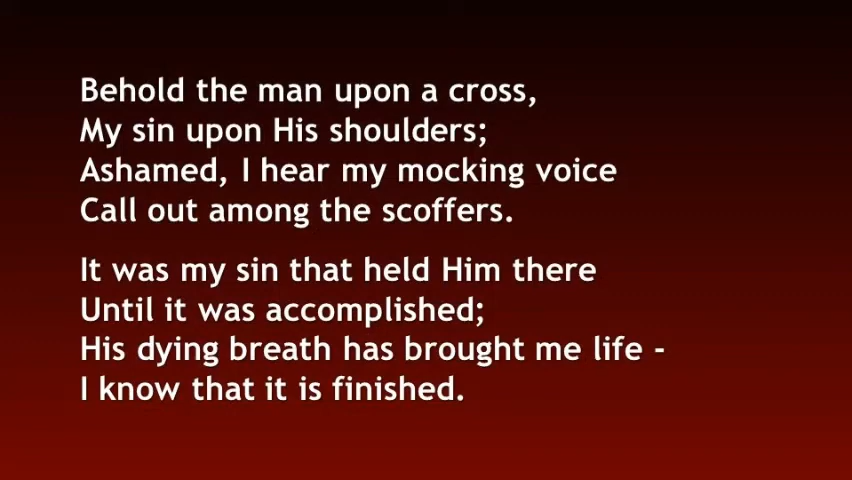 Behold the man upon a cross,
My sin upon His shoulders;
Ashamed, I hear my mocking voice
Call out among the scoffers.
It was my sin that held Him there
Until it was accomplished;
His dying breath has brought me life -
I know that it is finished.